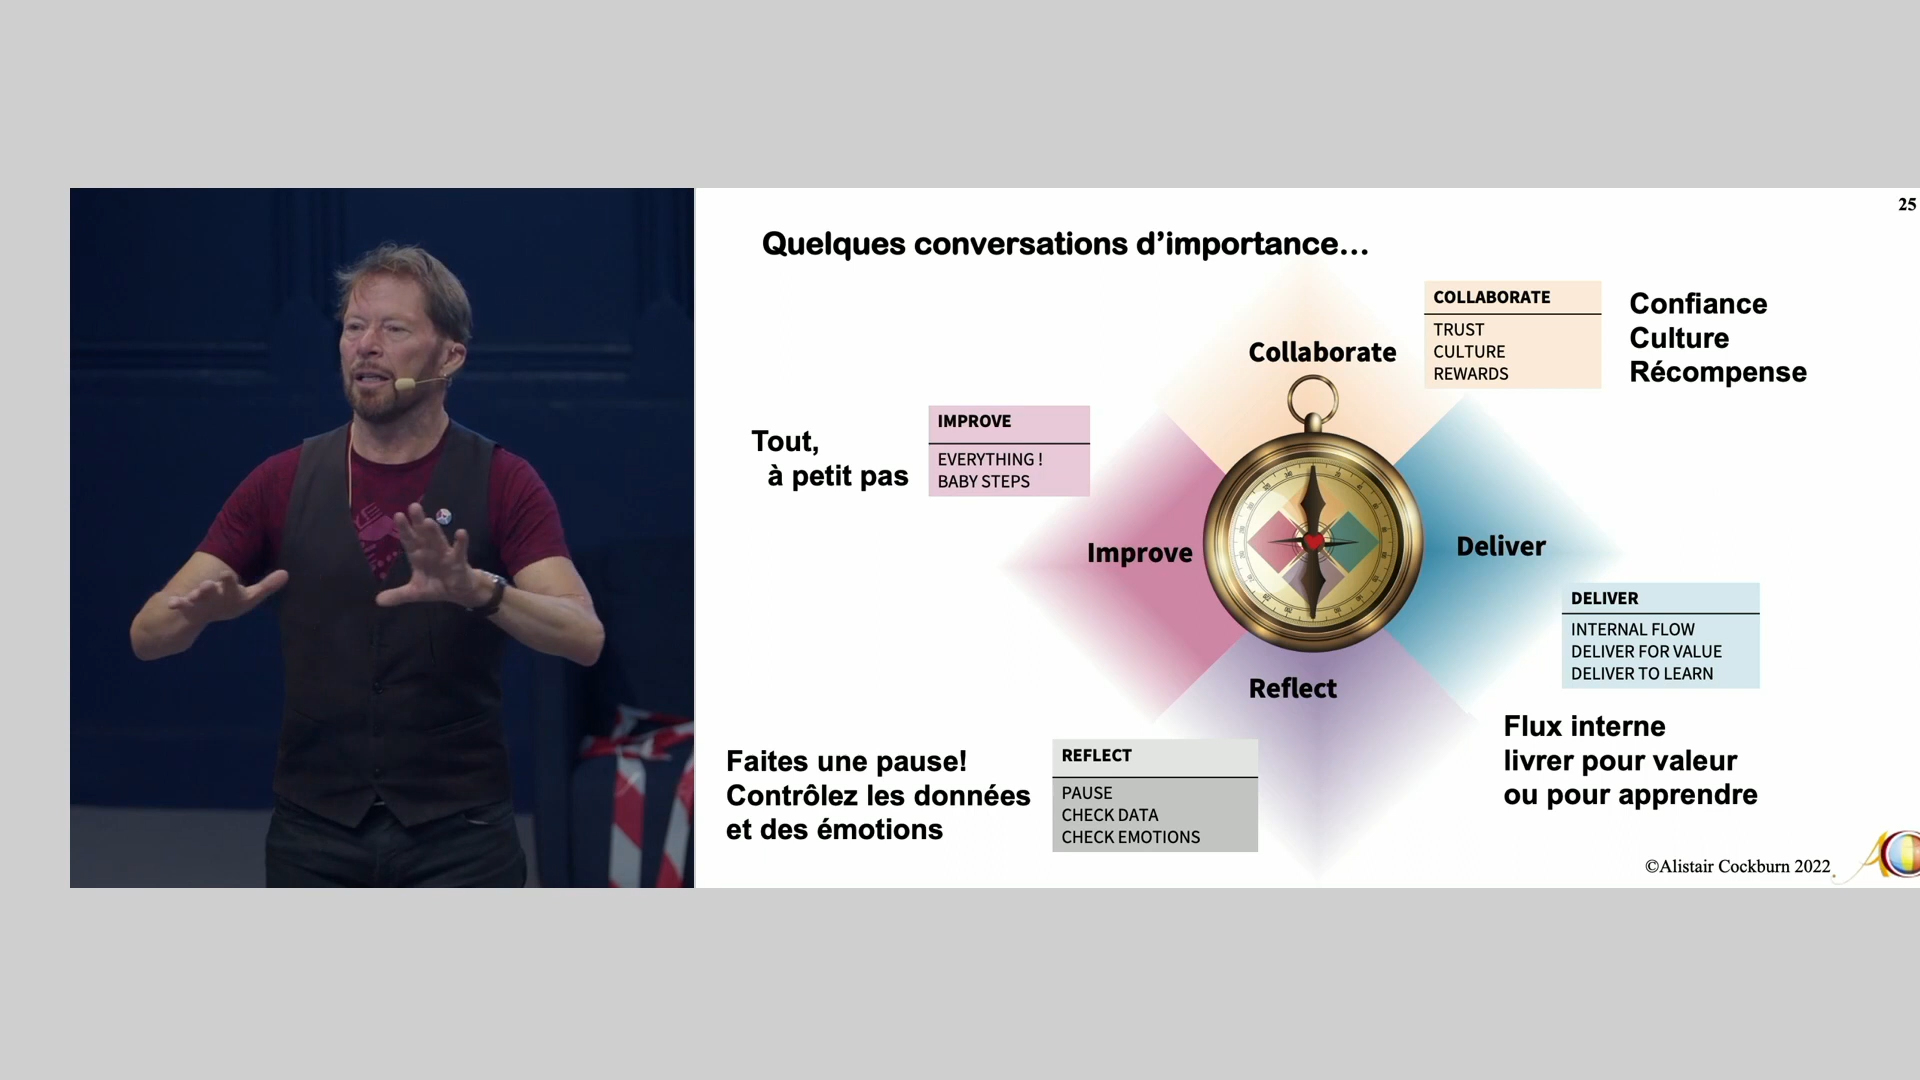 25
Quelques conversations d’importance…
COLLABORATE
TRUST
CULTURE
REWARDS
Confiance
Culture
Récompense
Collaborate
Tout,
à petit pas
IMPROVE
EVERYTHING !
BABY STEPS
Improve
Deliver
DELIVER
INTERNAL FLOW
DELIVER FOR VALUE
DELIVER TO LEARN
Flux interne
livrer pour valeur
ou pour apprendre
Reflect
Faites une pause!
Contrôlez les données
et des émotions
REFLECT
PAUSE
CHECK DATA
CHECK EMOTIONS
©Alistair Cockburn 2022